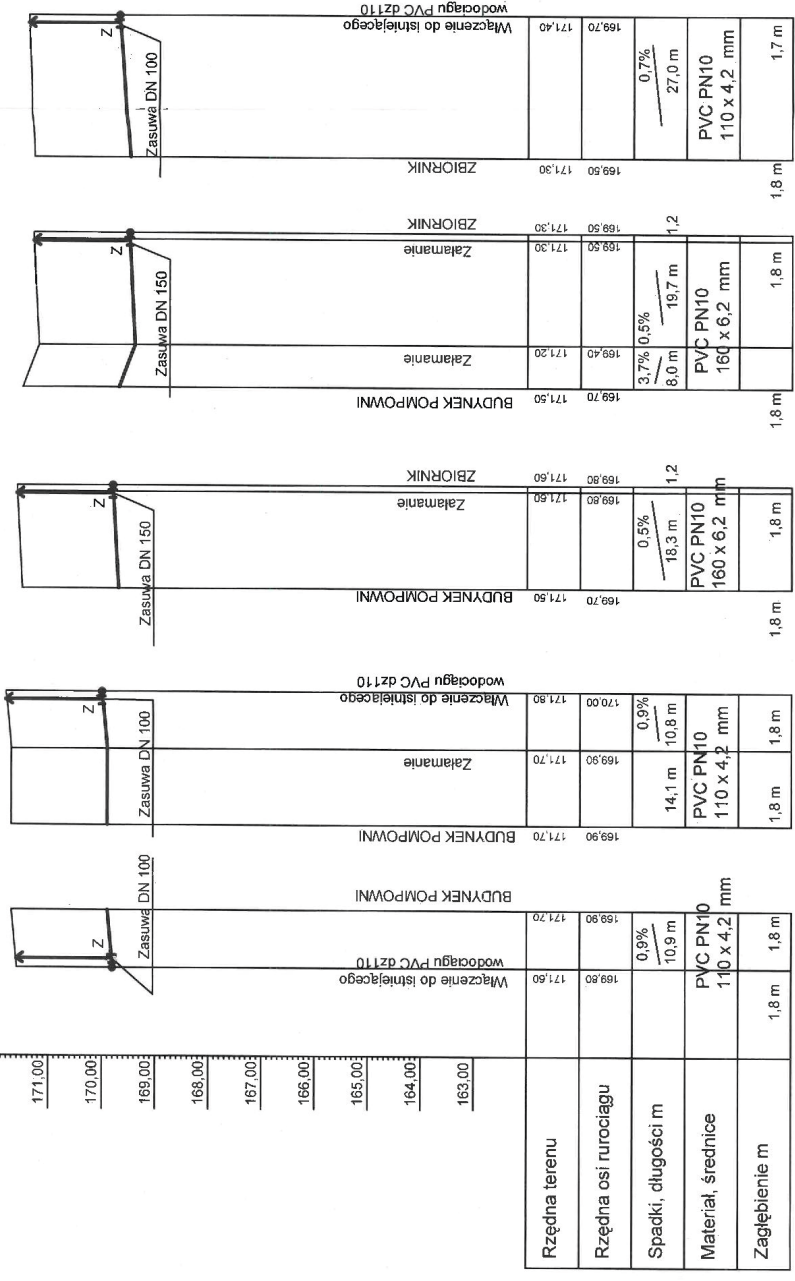 171,00
170,00
169,00
168,00
167,00
166,00
165,00
164,00
163,00
Rzędna terenu
Rzędna osi rurociągu
Spadki, długości m
Materiał, średnice
Zagłębienie m
Z
Zasuwa DN 100
Włączenie do istniejącego
wodociągu PVC dz110
BUDYNEK POMPOWNI
171,60
171,70
169,80
169,90
0,9%
10,9 m
PVC PN10
110 x 4,2 mm
1,8 m
1,8 m
Z
Zasuwa DN 100
BUDYNEK POMPOWNI
Załamanie
Włączenie do istniejącego
wodociągu PVC dz110
171,70
171,70
171,80
169,90
169,90
170,00
14,1 m
0,9%
10,8 m
PVC PN10
110 x 4,2 mm
1,8 m
1,8 m
Z
Zasuwa DN 150
BUDYNEK POMPOWNI
Załamanie
ZBIORNIK
171,50
171,60
171,60
169,70
169,80
169,80
0,5%
18,3 m
1,2
PVC PN10
160 x 6,2 mm
1,8 m
1,8 m
Z
Zasuwa DN 150
BUDYNEK POMPOWNI
Załamanie
Załamanie
ZBIORNIK
171,50
171,20
171,30
171,30
169,70
169,40
169,50
169,50
3,7%
8,0 m
0,5%
19,7 m
1,2
PVC PN10
160 x 6,2 mm
1,8 m
1,8 m
Z
Zasuwa DN 100
ZBIORNIK
Włączenie do istniejącego
wodociągu PVC dz110
171,30
171,40
169,50
169,70
0,7%
27,0 m
PVC PN10
110 x 4,2 mm
1,8 m
1,7 m